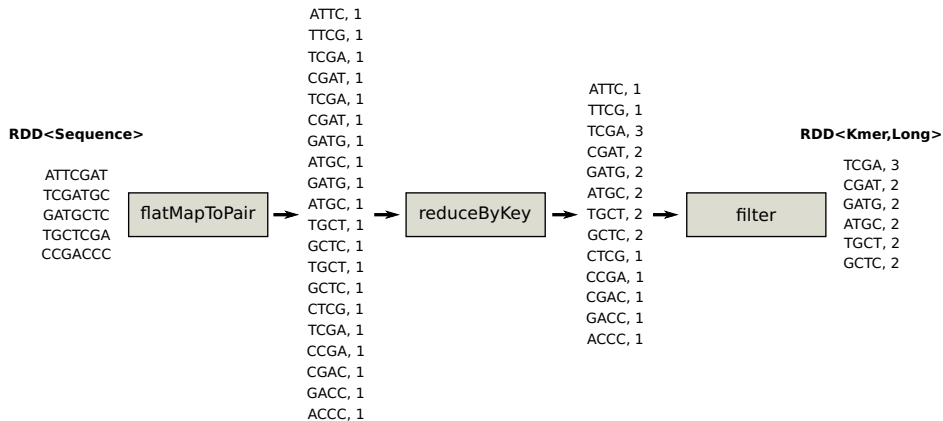 RDD<Sequence>
ATTCGAT
TCGATGC
GATGCTC
TGCTCGA
CCGACCC
flatMapToPair
ATTC, 1
TTCG, 1
TCGA, 1
CGAT, 1
TCGA, 1
CGAT, 1
GATG, 1
ATGC, 1
GATG, 1
ATGC, 1
TGCT, 1
GCTC, 1
TGCT, 1
GCTC, 1
CTCG, 1
TCGA, 1
CCGA, 1
CGAC, 1
GACC, 1
ACCC, 1
reduceByKey
ATTC, 1
TTCG, 1
TCGA, 3
CGAT, 2
GATG, 2
ATGC, 2
TGCT, 2
GCTC, 2
CTCG, 1
CCGA, 1
CGAC, 1
GACC, 1
ACCC, 1
filter
RDD<Kmer,Long>
TCGA, 3
CGAT, 2
GATG, 2
ATGC, 2
TGCT, 2
GCTC, 2